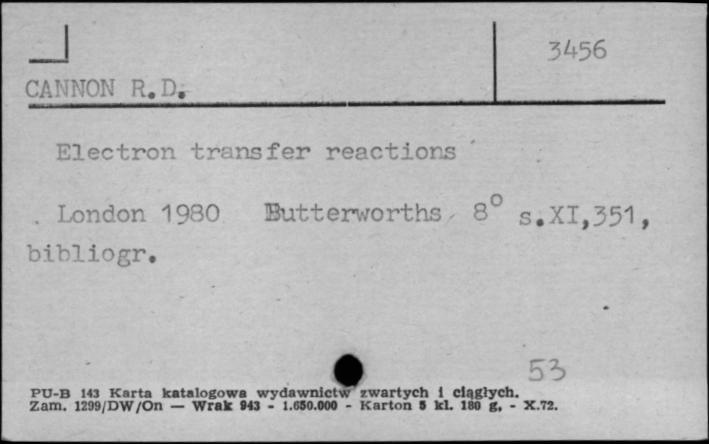 3456
CANNON R.D.
Electron transfer reactions
London 1980 Butterworths 8° s.XI,351,
bibliogr.
53
PU-B 143 Karta katalogowa wydawnictw zwartych i ciągłych.
Zam. 1299/DW/On — Wrak 943 - 1.650.000 - Karton 5 kl. 180 g, - X.72.